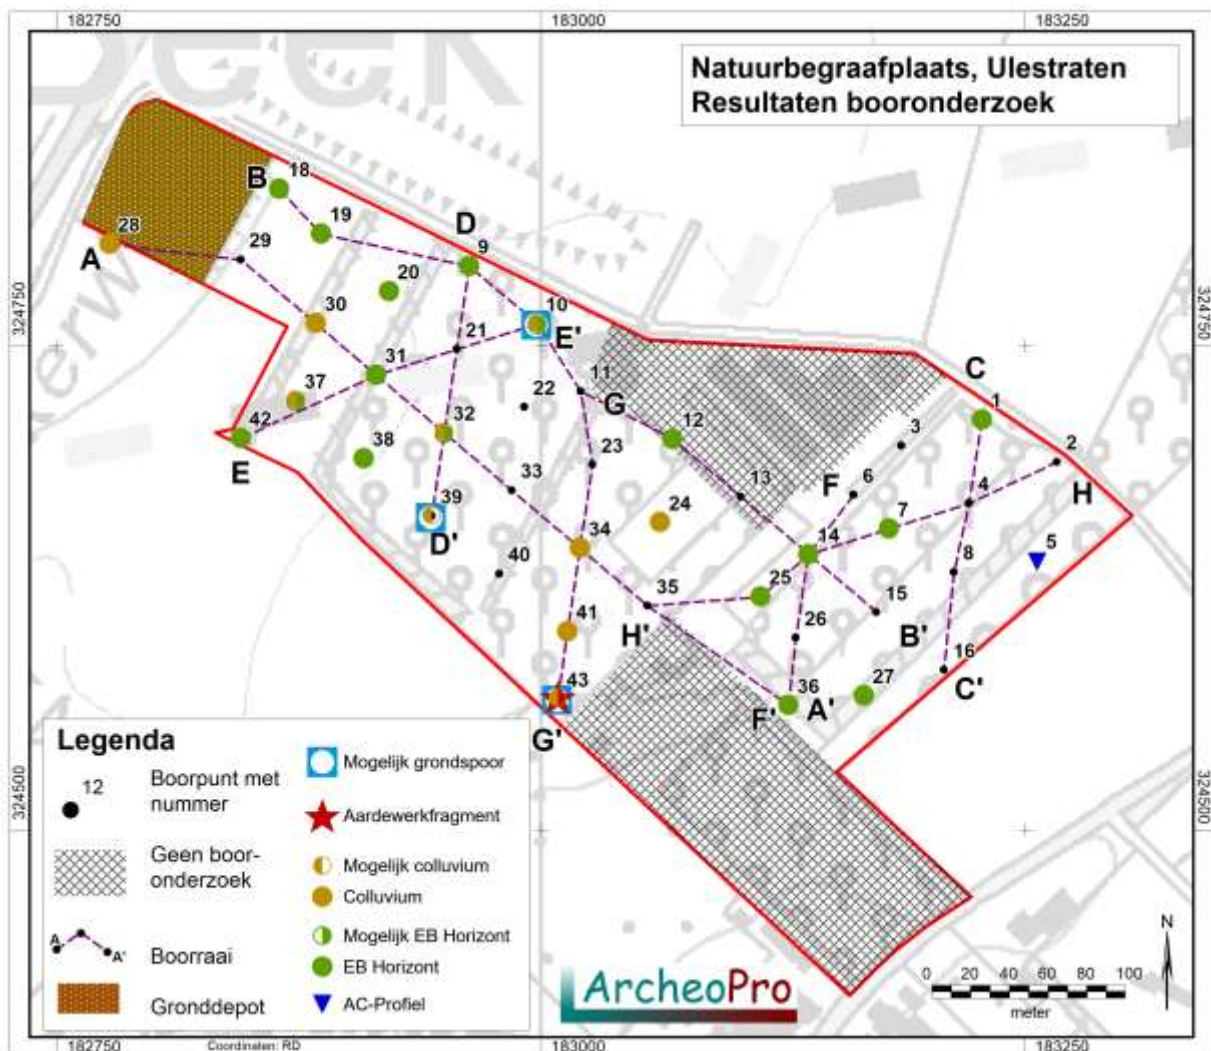 182750
183000
183250
beek
Natuurbegraafplaats, Ulestraten
Resultaten booronderzoek
B
18
28
19
D
A
29
9
20
10
324750
324750
30
E'
21
C
31
11
1
37
22
G
12
3
2
42
32
38
23
6
4
H
E
33
13
F
7
39
24
34
14
5
D'
40
25
8
35
15
41
26
H'
B'
16
43
27
C'
36
A'
F'
G'
Legenda
12
Boorpunt met
nummer
Geen boor-
onderzoek
A
A'
Boorraai
Gronddepot
Mogelijk grondspoor
Aardewerkfragment
Mogelijk colluvium
Colluvium
Mogelijk EB Horizont
EB Horizont
AC-Profiel
324500
324500
ArcheoPro
N
0 20 40 60 80 100
meter
182750
Coordinaten: RD
183000
183250